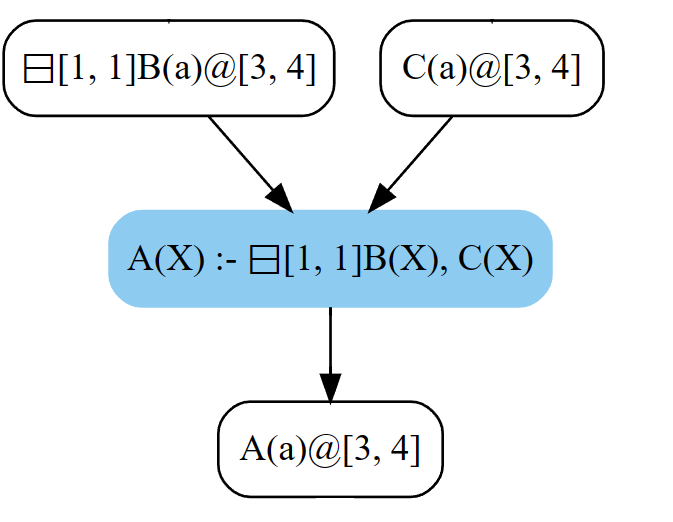 ⊟[1, 1]B(a)@[3, 4]
C(a)@[3, 4]
A(X) :- ⊟[1, 1]B(X), C(X)
A(a)@[3, 4]